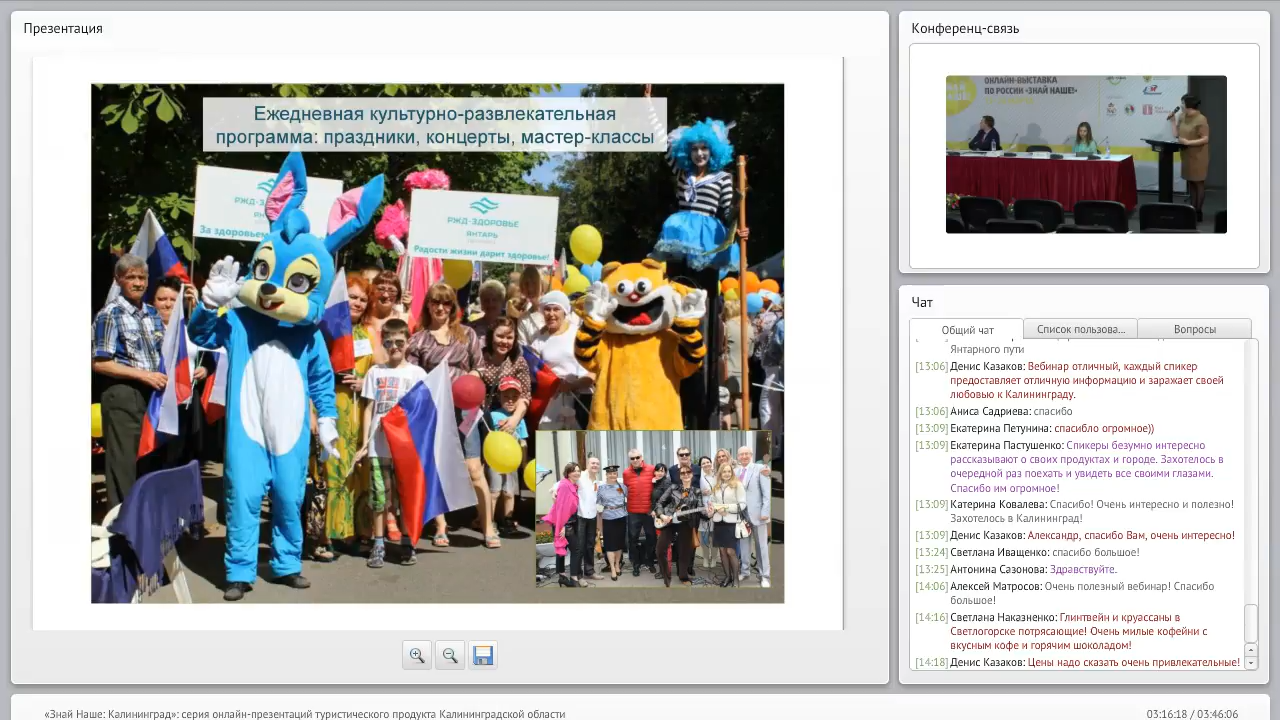 Презентация
Ежедневная культурно-развлекательная
программа: праздники, концерты, мастер-классы
РЖД-ЗДОРОВЬЕ
За здоровьем
РЖД-ЗДОРОВЬЕ
ЯНТАРЬ
Радости жизни дарит здоровье!
Конференц-связь
ОНЛАЙН-ВЫСТАВКА
ПО РОССИИ «ЗНАЙ НАШЕ!»
Чат
Общий чат
Список пользова...
Вопросы
Янтарного пути
[13:06] Денис Казаков: Вебинар отличный, каждый спикер
предоставляет отличную информацию и заражает своей
любовью к Калининграду.
[13:06] Аниса Садриева: спасибо
[13:09] Екатерина Петунина: спасибло огромное))
[13:09] Екатерина Пастушенко: Спикеры безумно интересно
рассказывают о своих продуктах и городе. Захотелось в
очередной раз поехать и увидеть все своими глазами.
Спасибо им огромное!
[13:09] Катерина Ковалева: Спасибо! Очень интересно и полезно!
Захотелось в Калининград!
[13:09] Денис Казаков: Александр, спасибо Вам, очень интересно!
[13:24] Светлана Иващенко: спасибо большое!
[13:25] Антонина Сазонова: Здравствуйте.
[14:06] Алексей Матросов: Очень полезный вебинар! Спасибо
большое!
[14:16] Светлана Наказненко: Глинтвейн и круассаны в
Светлогорске потрясающие! Очень милые кофейни с
вкусным кофе и горячим шоколадом!
[14:18] Денис Казаков: Цены надо сказать очень привлекательные!
«Знай Наше: Калининград»: серия онлайн-презентаций туристического продукта Калининградской области
03:16:18 / 03:46:06